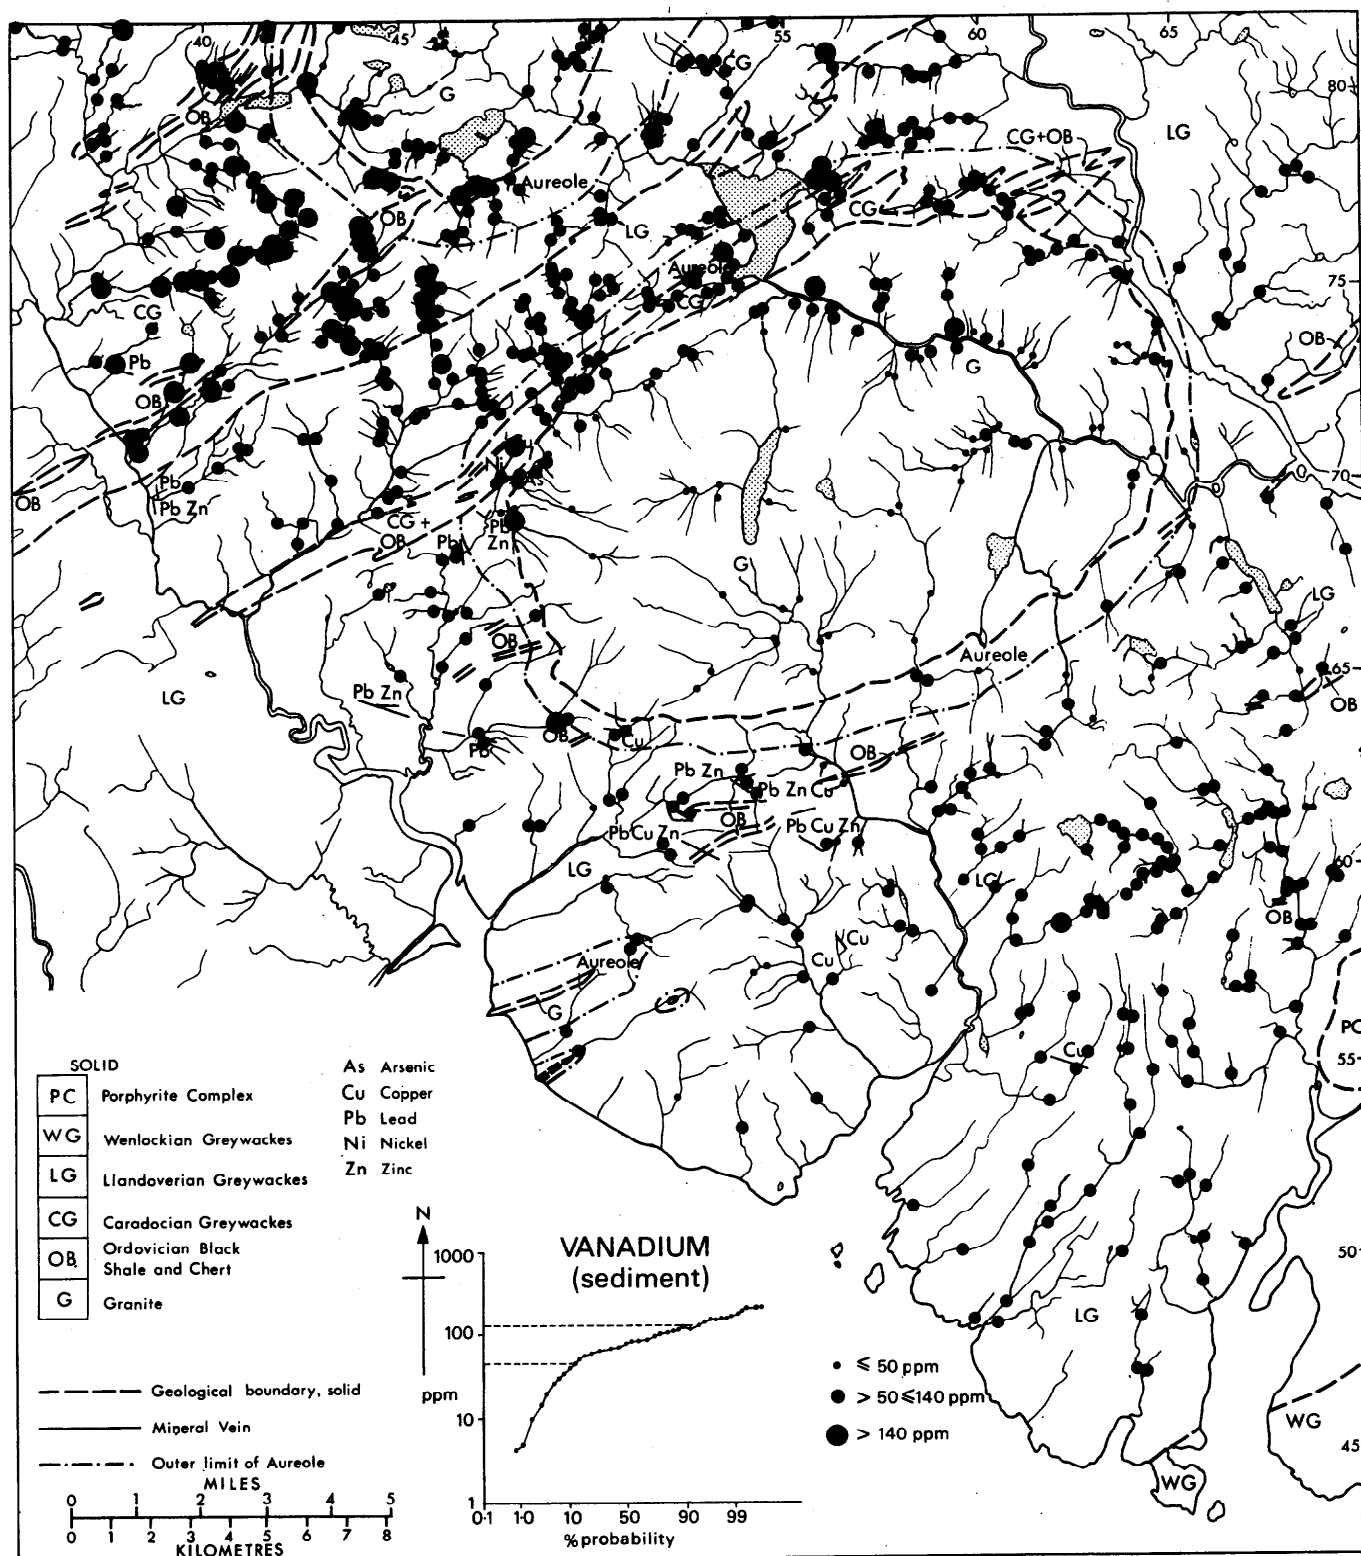 40 45 55 60 65
CG
80
G
OB
LG
CG+OB
Aureole
OB
CG
LG
Aureole
75
CG
CG
OB
Pb
G
OB
Ni
As
70
Pb
OB
Pb Zn
CG +
OB
Pb
Pb
Zn
G
LG
OB
Aureole
65
Pb Zn
LG
OB
OB
Cu
Pb
OB
Pb Zn
Pb Zn Cu
OB
Pb Cu Zn
Pb Cu Zn
60
LG
LG
OB
Cu
Cu
Aureole
G
PC
55
Cu
SOLID
PC Porphyrite Complex
WG Wenlockian Greywackes
LG Llandoverian Greywackes
CG Caradocian Greywackes
OB Ordovician Black
Shale and Chert
G Granite
As Arsenic
Cu Copper
Pb Lead
Ni Nickel
Zn Zinc
N
VANADIUM
(sediment)
1000
100
ppm
10
1
0·1 1·0 10 50 90 99
% probability
50
LG
≤ 50 ppm
> 50 ≤140 ppm
> 140 ppm
WG
45
WG
Geological boundary, solid
Mineral Vein
Outer limit of Aureole
MILES
0 1 2 3 4 5
0 1 2 3 4 5 6 7 8
KILOMETRES